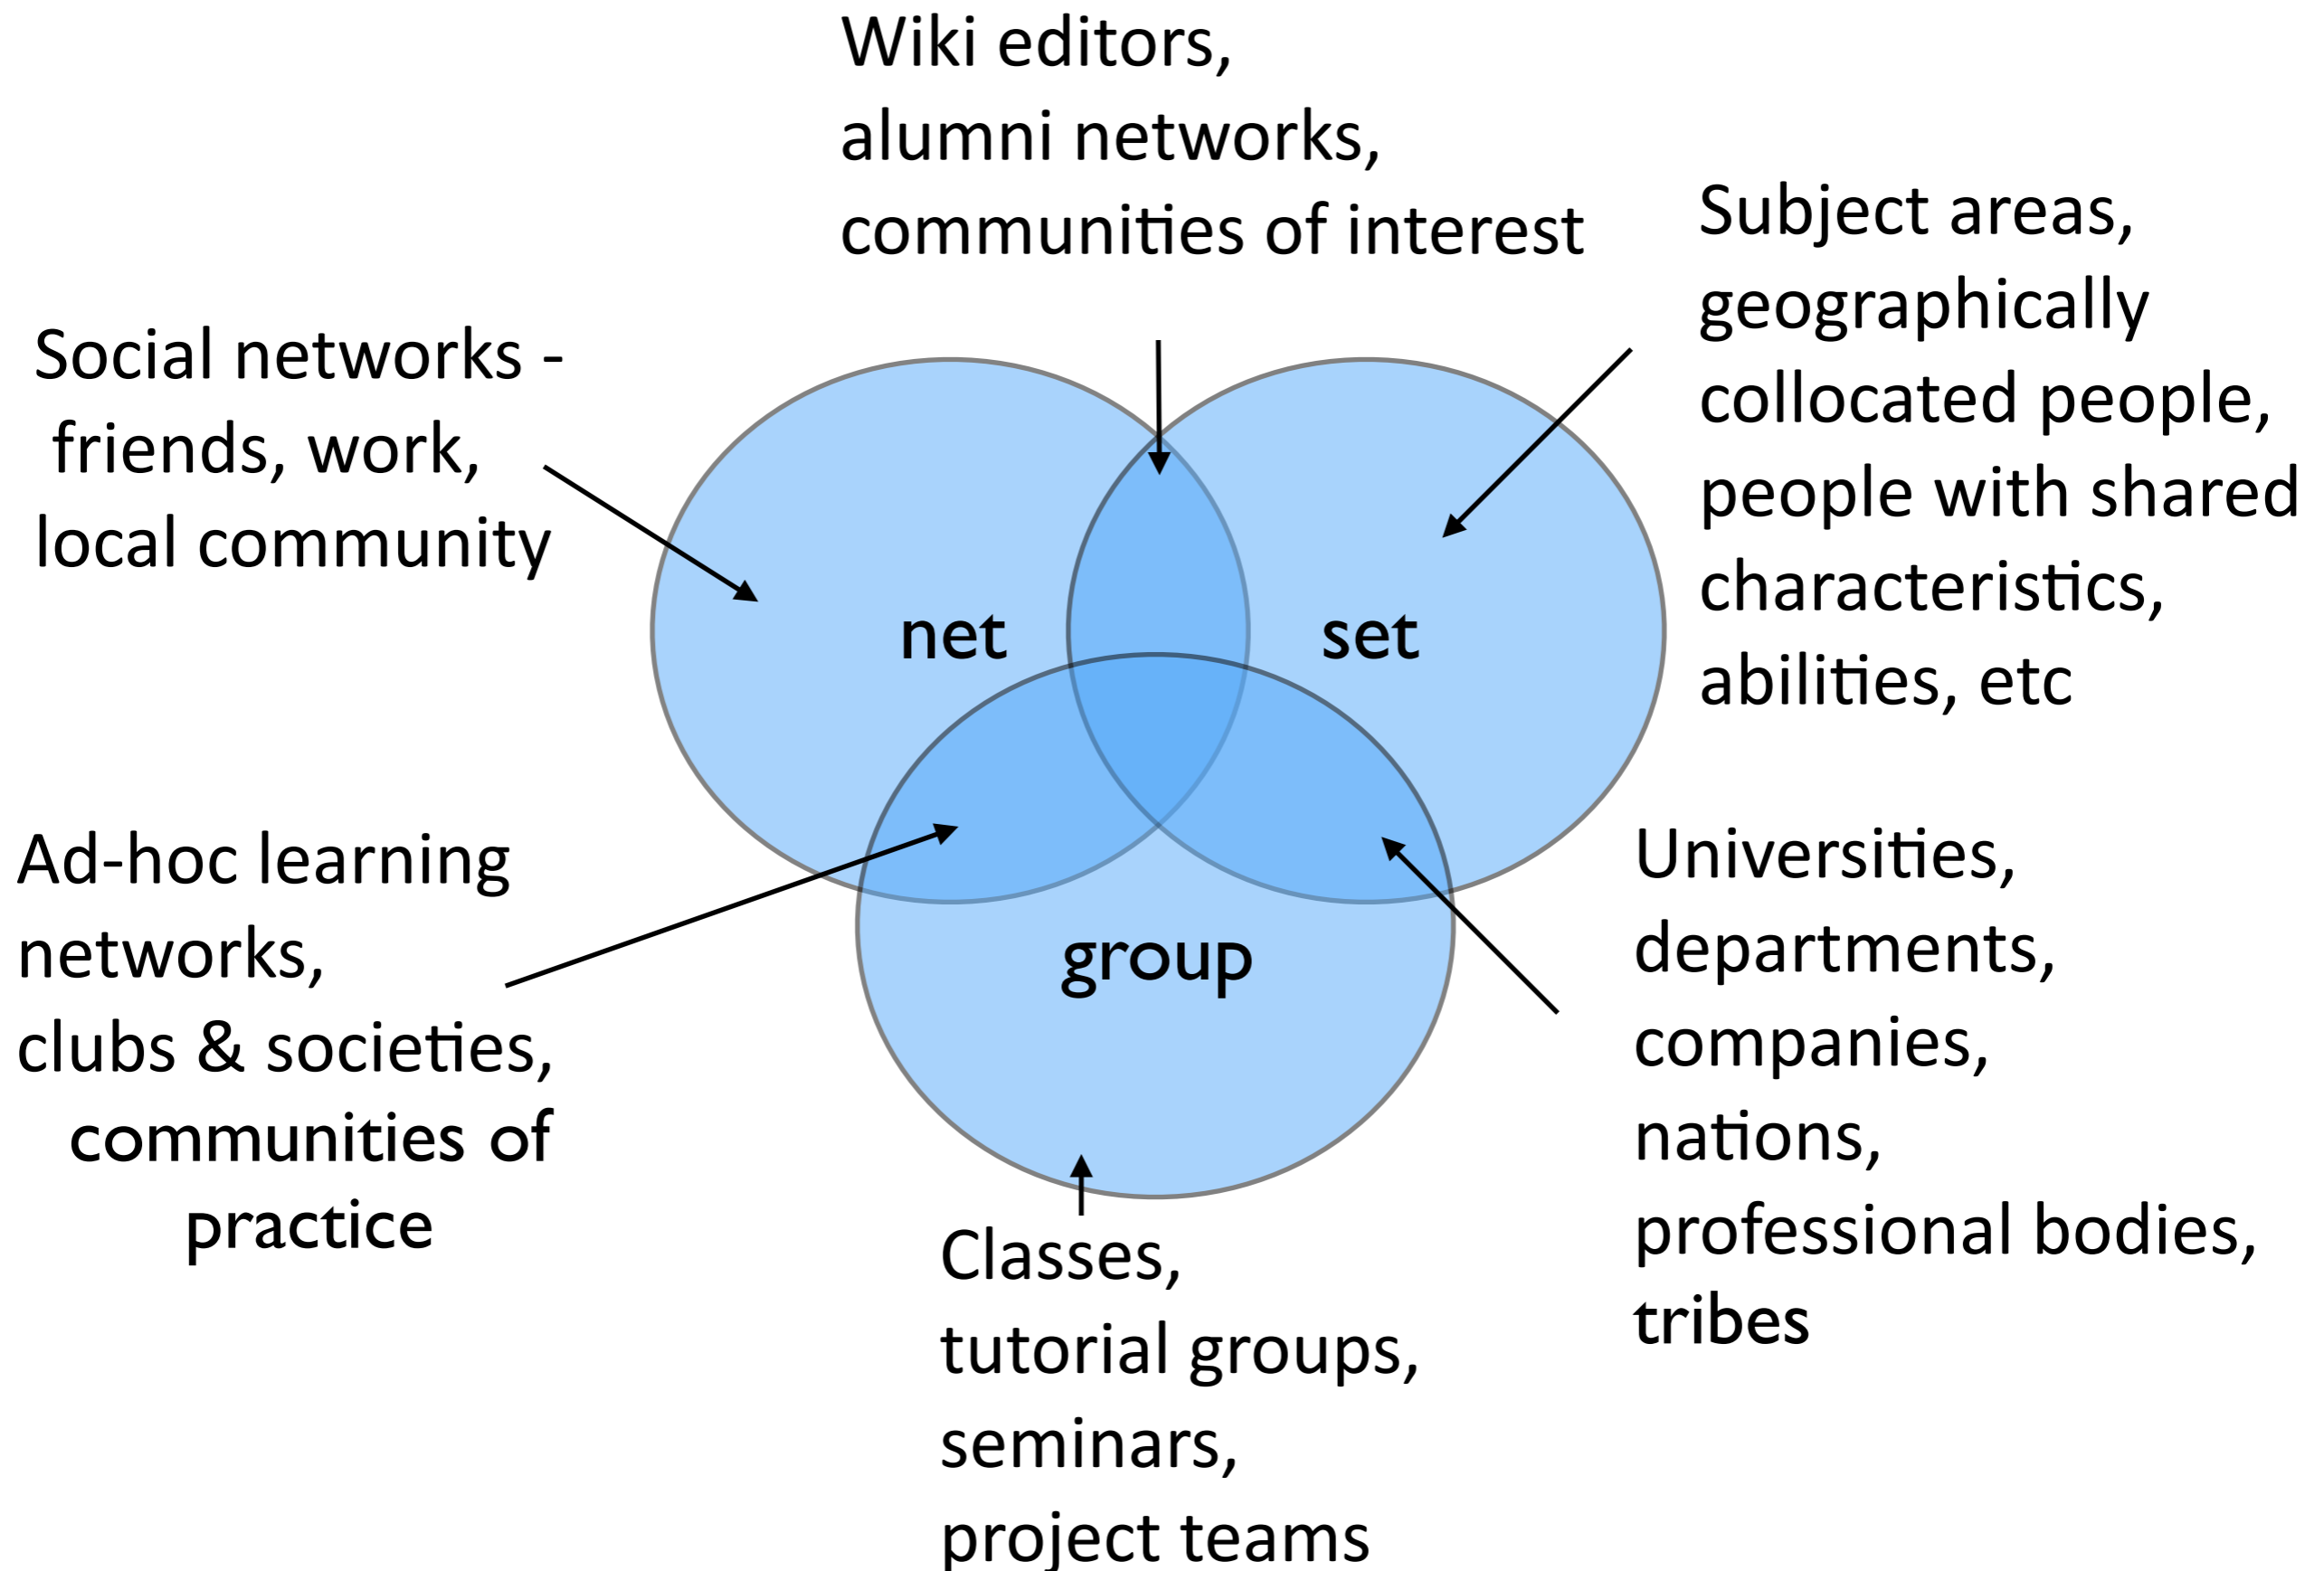 Wiki editors,
alumni networks,
communities of interest
Subject areas,
geographically
collocated people,
people with shared
characteristics,
abilities, etc
Social networks -
friends, work,
local community
net
set
group
Ad-hoc learning
networks,
clubs & societies,
communities of
practice
Universities,
departments,
companies,
nations,
professional bodies,
tribes
Classes,
tutorial groups,
seminars,
project teams